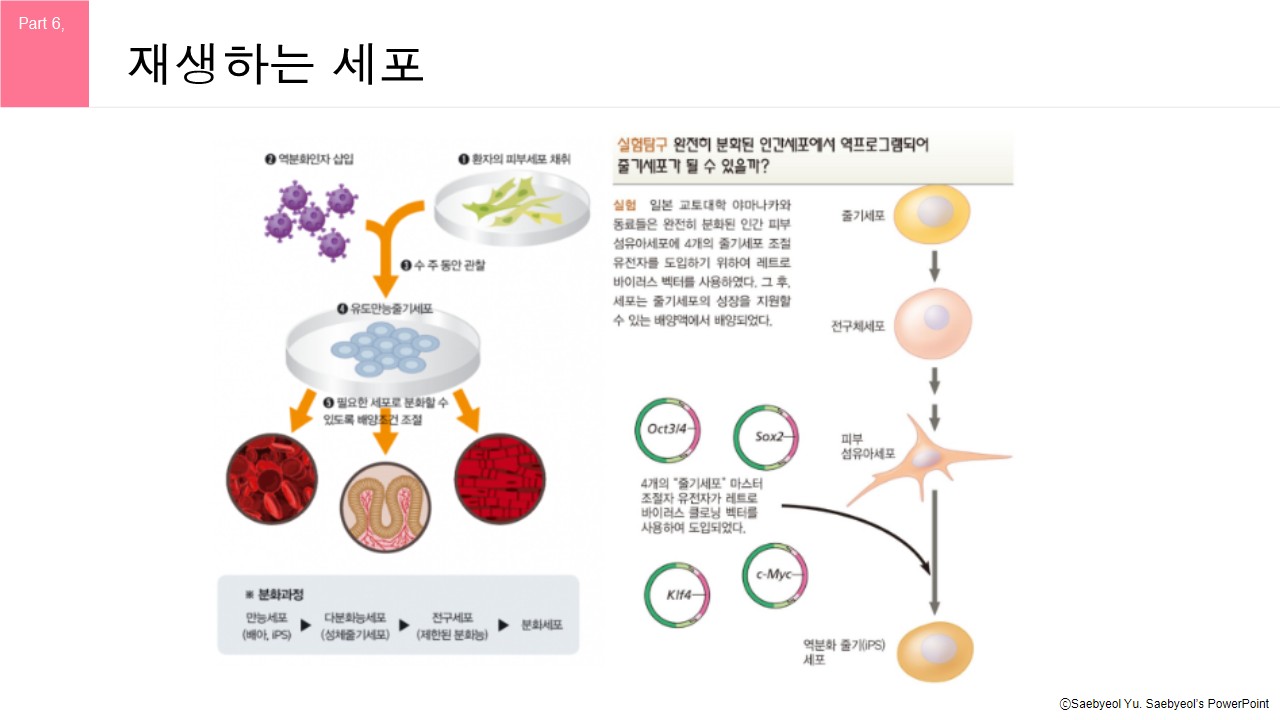 Part 6,
재생하는 세포
❷ 역분화인자 삽입
❶ 환자의 피부세포 채취
❸ 수 주 동안 관찰
❹ 유도만능줄기세포
❺ 필요한 세포로 분화할 수
있도록 배양조건 조절
※ 분화과정
만능세포
(배아, iPS)
▶
다분화능세포
(성체줄기세포)
▶
전구세포
(제한된 분화능)
▶
분화세포
실험탐구 완전히 분화된 인간세포에서 역프로그램되어
줄기세포가 될 수 있을까?
실험 일본 교토대학 야마나카와
동료들은 완전히 분화된 인간 피부
섬유아세포에 4개의 줄기세포 조절
유전자를 도입하기 위하여 레트로
바이러스 벡터를 사용하였다. 그 후,
세포는 줄기세포의 성장을 지원할
수 있는 배양액에서 배양되었다.
줄기세포
전구체세포
피부
섬유아세포
Oct3/4
Sox2
4개의 “줄기세포” 마스터
조절자 유전자가 레트로
바이러스 클로닝 벡터를
사용하여 도입되었다.
Klf4
c-Myc
역분화 줄기(iPS)
세포
ⓒSaebyeol Yu. Saebyeol’s PowerPoint